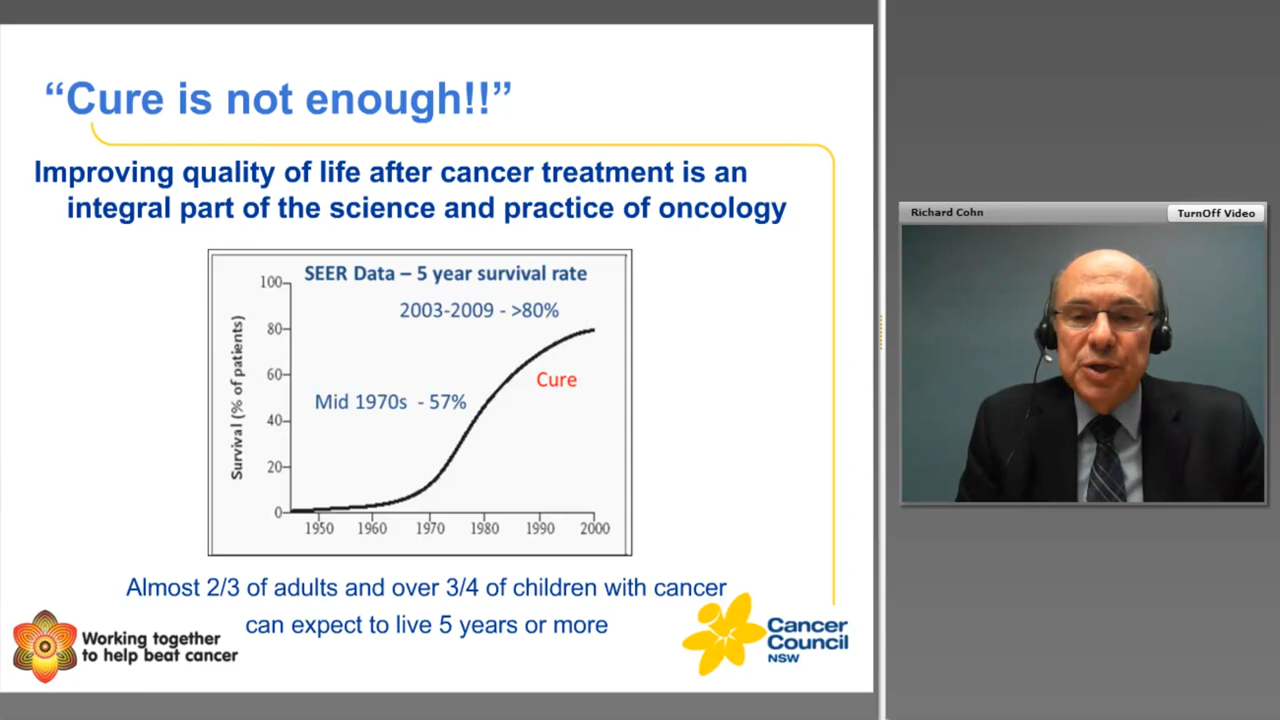 “Cure is not enough!!”
Improving quality of life after cancer treatment is an
integral part of the science and practice of oncology
SEER Data – 5 year survival rate
2003-2009 - >80%
Cure
Mid 1970s - 57%
Survival (% of patients)
100
80
60
40
20
0
1950 1960 1970 1980 1990 2000
Almost 2/3 of adults and over 3/4 of children with cancer
can expect to live 5 years or more
Working together
to help beat cancer
Cancer
Council
NSW
Richard Cohn
TurnOff Video